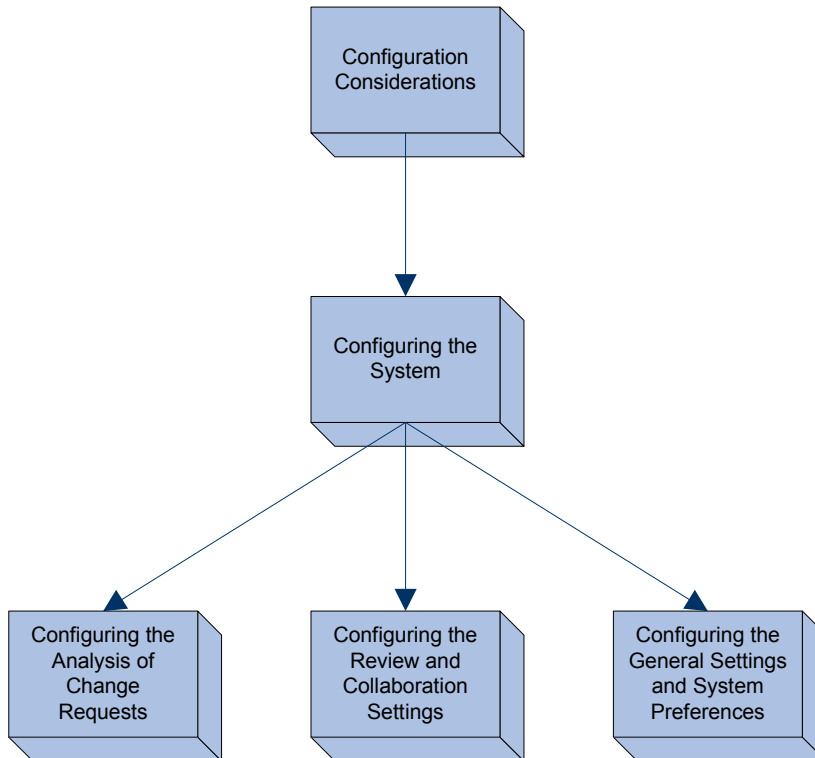 Configuration
Considerations
Configuring the
System
Configuring the
Analysis of
Change
Requests
Configuring the
Review and
Collaboration
Settings
Configuring the
General Settings
and System
Preferences